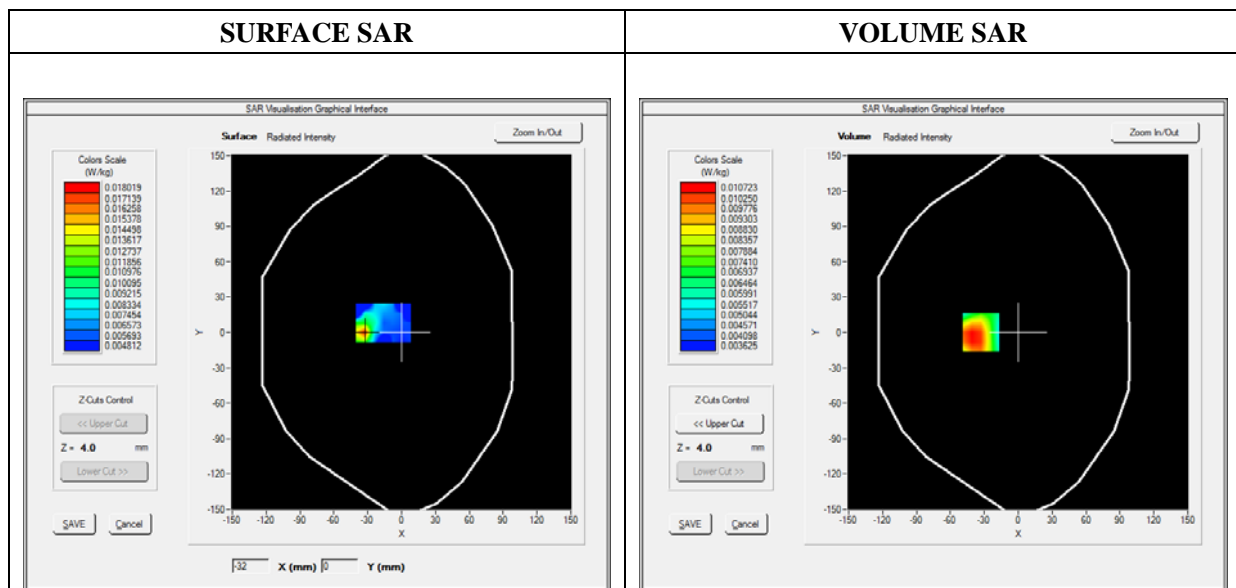 SURFACE SAR
VOLUME SAR
SAR Visualisation Graphical Interface
Surface Radiated Intensity
Zoom In/Out
Colors Scale
(W/kg)
0.018019
0.017139
0.016258
0.015378
0.014498
0.013617
0.012737
0.011856
0.010976
0.010095
0.009215
0.008334
0.007454
0.006573
0.005693
0.004812
Z-Cuts Control
<< Upper Cut
Z = 4.0 mm
Lower Cut >>
SAVE Cancel
150
120
90
60
30
0
-30
-60
-90
-120
-150
Y
-150 -120 -90 -60 -30 0 30 60 90 120 150
X
-32 X (mm) 0 Y (mm)
SAR Visualisation Graphical Interface
Volume Radiated Intensity
Zoom In/Out
Colors Scale
(W/kg)
0.010723
0.010250
0.009776
0.009303
0.008830
0.008357
0.007884
0.007410
0.006937
0.006464
0.005991
0.005517
0.005044
0.004571
0.004098
0.003625
Z-Cuts Control
<< Upper Cut
Z = 4.0 mm
Lower Cut >>
SAVE Cancel
150
120
90
60
30
0
-30
-60
-90
-120
-150
Y
-150 -120 -90 -60 -30 0 30 60 90 120 150
X